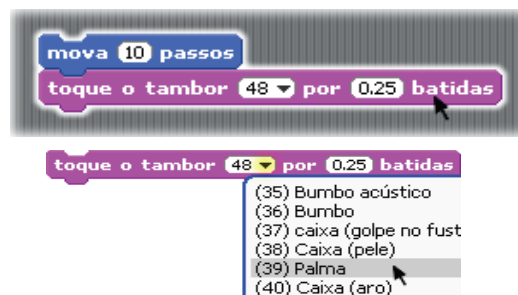 mova 10 passos
toque o tambor 48 por 0.25 batidas
toque o tambor 48 por 0.25 batidas
(35) Bumbo acústico
(36) Bumbo
(37) caixa (golpe no fust
(38) Caixa (pele)
(39) Palma
(40) Caixa (aro)